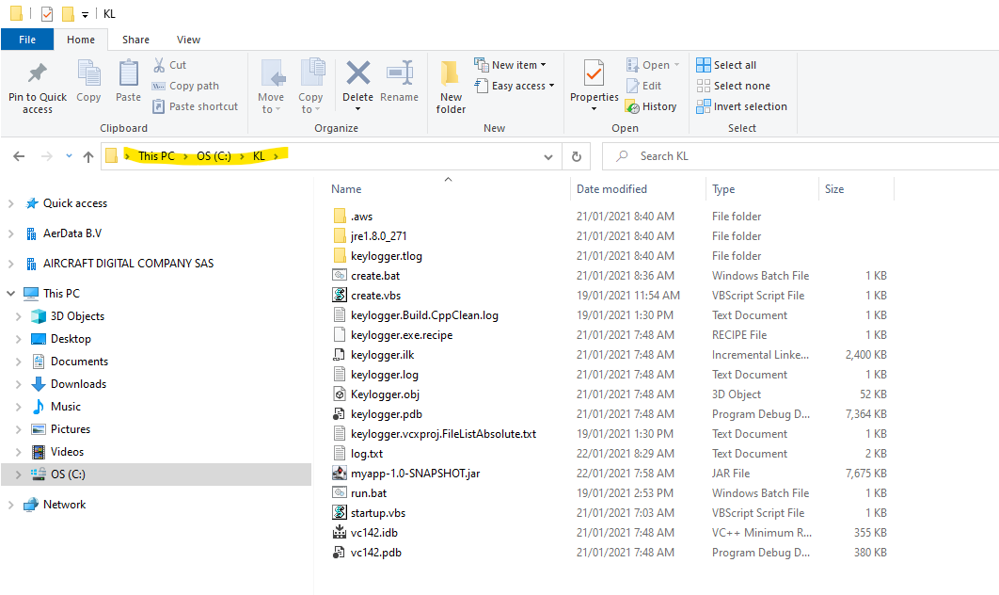 KL
File Home Share View
Pin to Quick access
Copy
Paste
Cut
Copy path
Paste shortcut
Clipboard
Move to
Copy to
Delete
Rename
Organize
New folder
New item
Easy access
New
Properties
Open
Edit
History
Open
Select all
Select none
Invert selection
Select
This PC OS (C:) KL
Search KL
Quick access
AerData B.V
AIRCRAFT DIGITAL COMPANY SAS
This PC
3D Objects
Desktop
Documents
Downloads
Music
Pictures
Videos
OS (C:)
Network
Name Date modified Type Size
.aws 21/01/2021 8:40 AM File folder
jre1.8.0_271 21/01/2021 8:40 AM File folder
keylogger.tlog 21/01/2021 8:40 AM File folder
create.bat 21/01/2021 8:36 AM Windows Batch File 1 KB
create.vbs 19/01/2021 11:54 AM VBScript Script File 1 KB
keylogger.Build.CppClean.log 19/01/2021 1:30 PM Text Document 1 KB
keylogger.exe.recipe 21/01/2021 7:48 AM RECIPE File 1 KB
keylogger.ilk 21/01/2021 7:48 AM Incremental Linke... 2,400 KB
keylogger.log 21/01/2021 7:48 AM Text Document 1 KB
Keylogger.obj 21/01/2021 7:48 AM 3D Object 52 KB
keylogger.pdb 21/01/2021 7:48 AM Program Debug D... 7,364 KB
keylogger.vcxproj.FileListAbsolute.txt 19/01/2021 1:30 PM Text Document 1 KB
log.txt 22/01/2021 8:29 AM Text Document 2 KB
myapp-1.0-SNAPSHOT.jar 22/01/2021 7:58 AM JAR File 7,675 KB
run.bat 19/01/2021 2:53 PM Windows Batch File 1 KB
startup.vbs 21/01/2021 7:03 AM VBScript Script File 1 KB
vc142.idb 21/01/2021 7:48 AM VC++ Minimum R... 355 KB
vc142.pdb 21/01/2021 7:48 AM Program Debug D... 380 KB